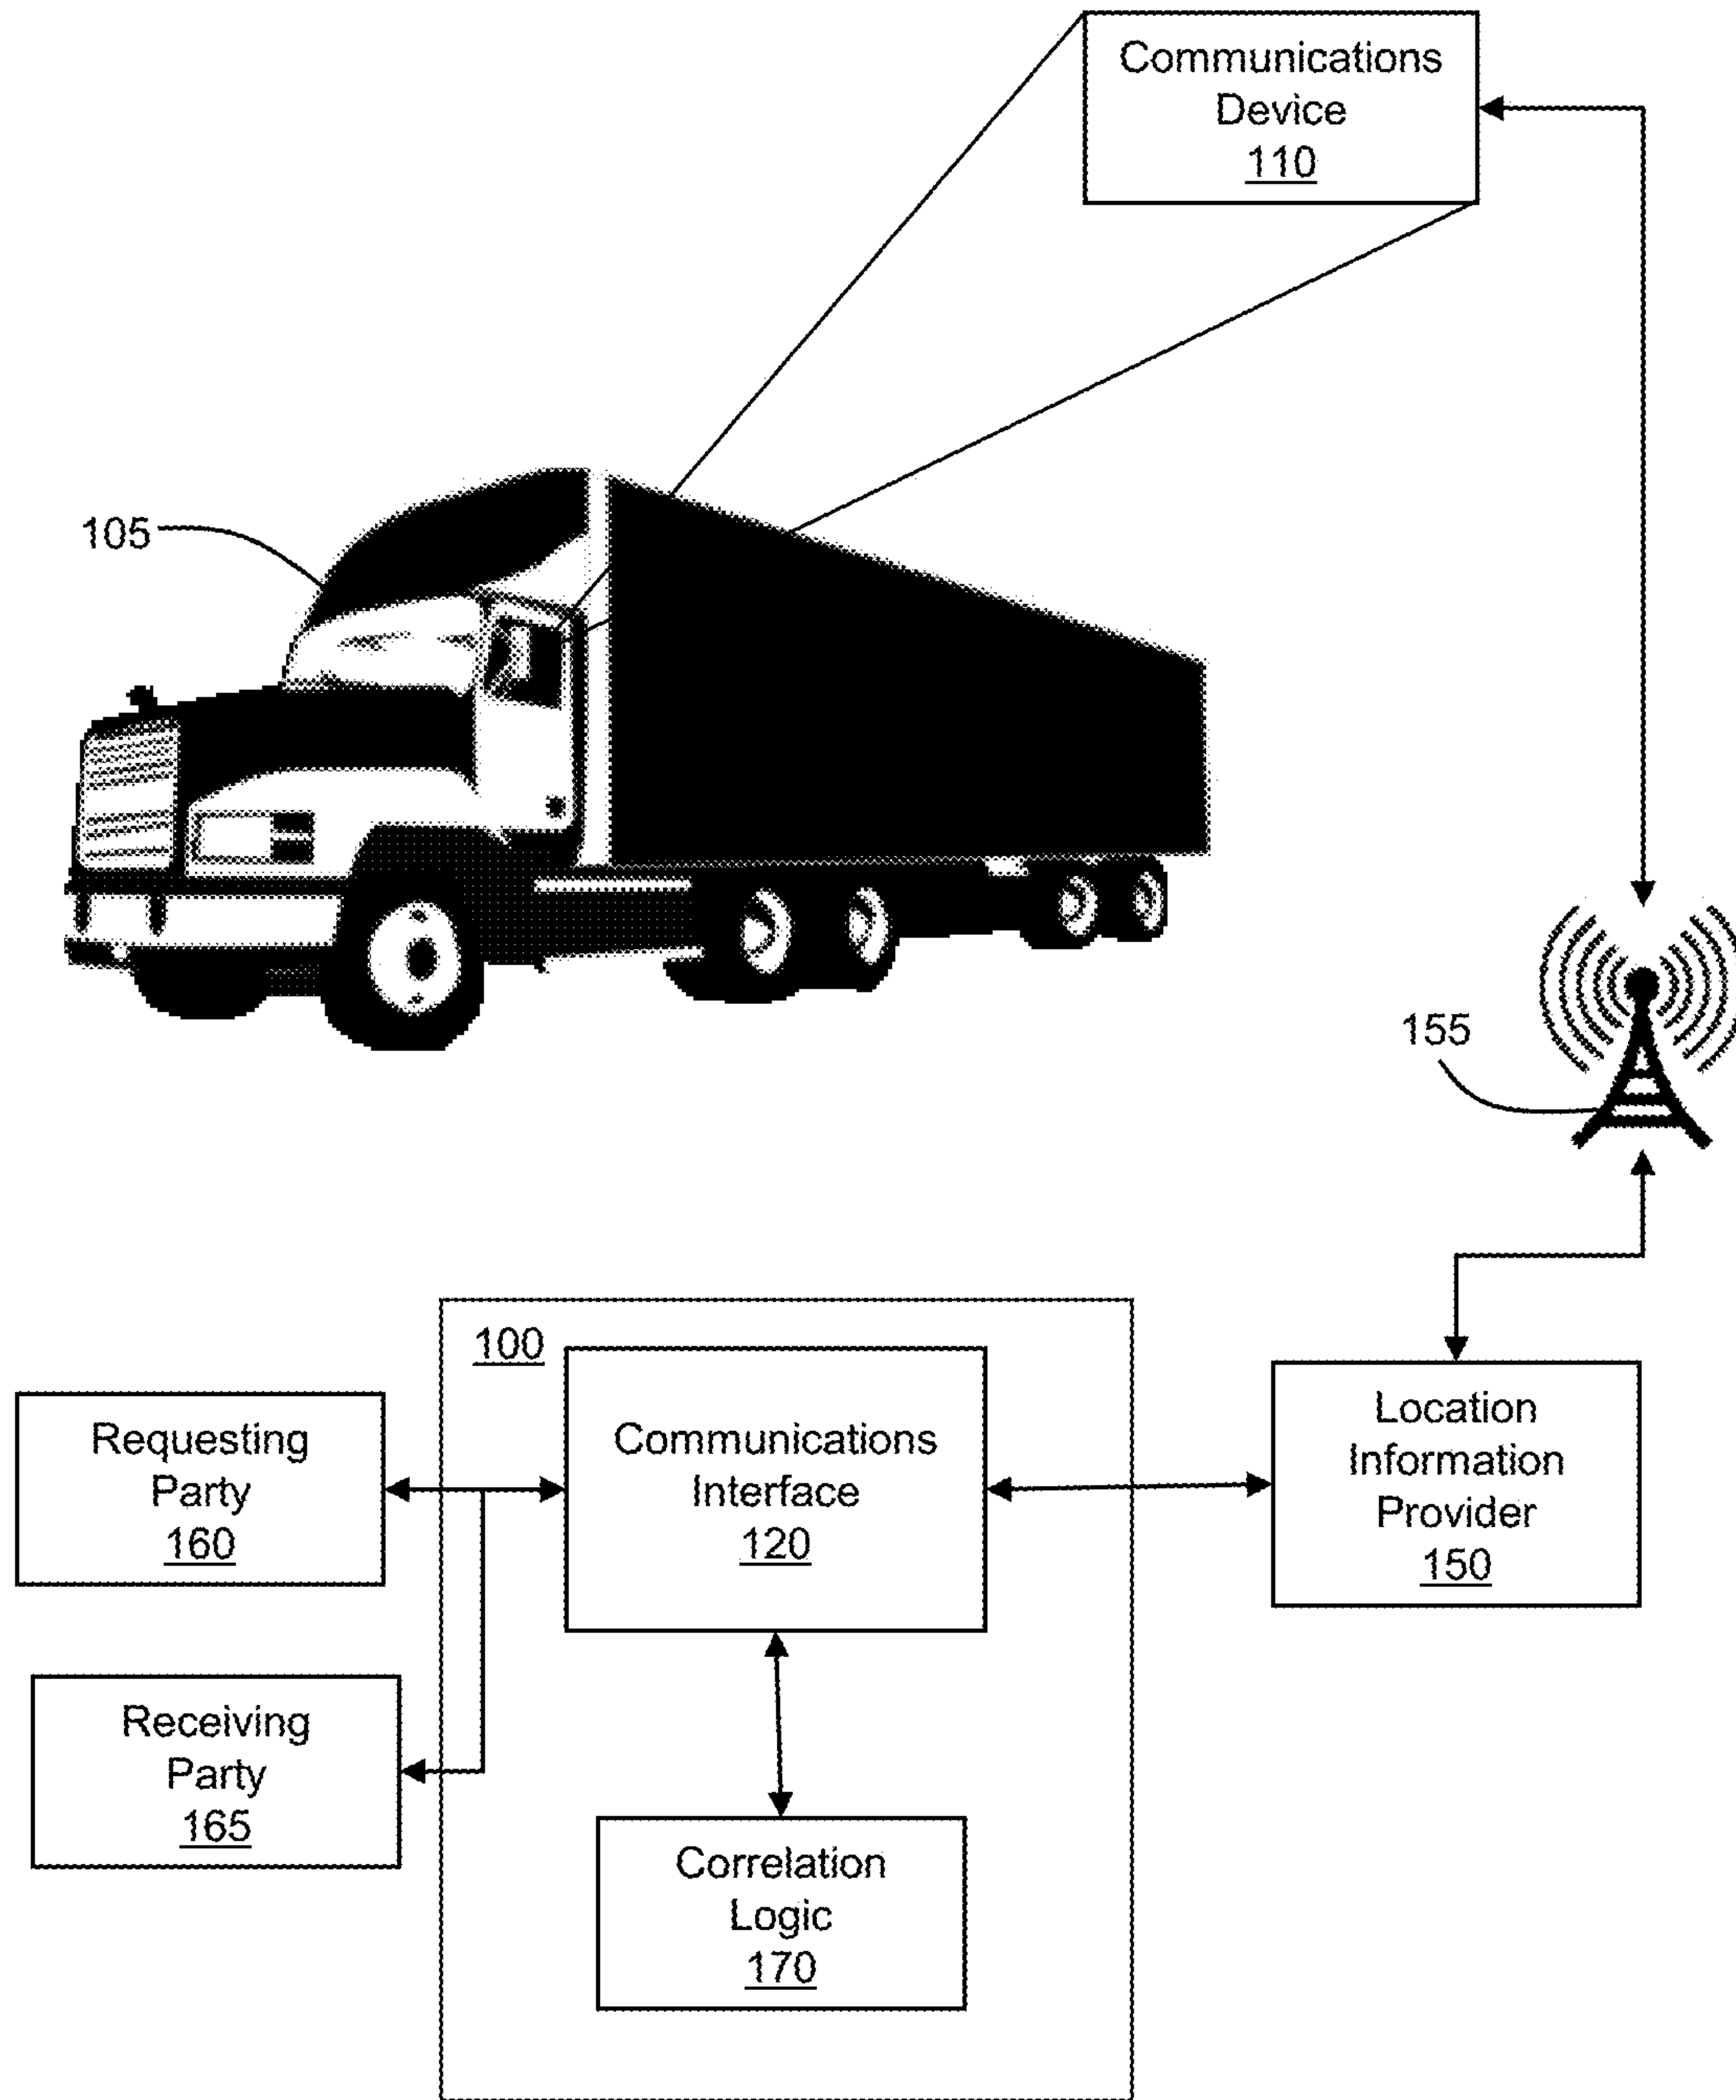 Communications
Device
110
105
155
100
Communications
Interface
120
Requesting
Party
160
Location
Information
Provider
150
Receiving
Party
165
Correlation
Logic
170